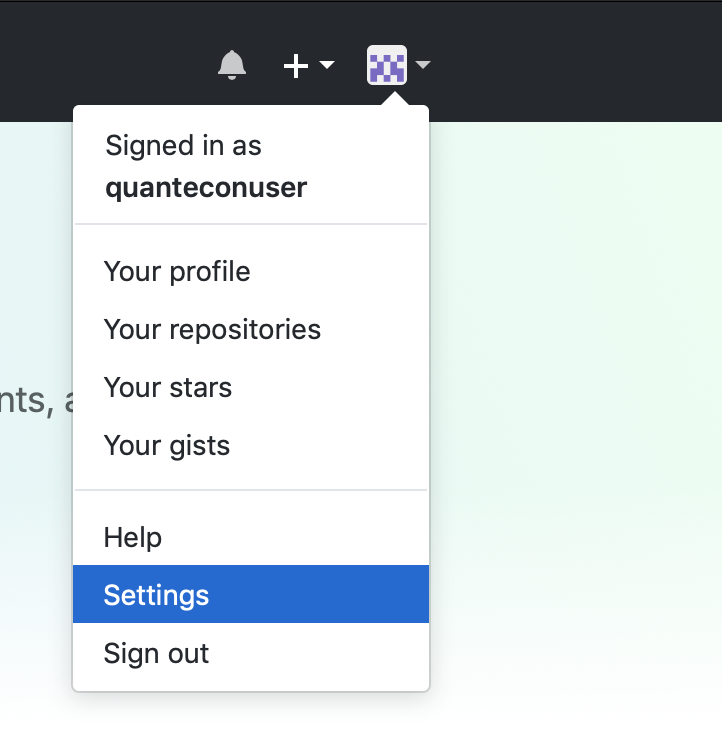 Signed in as
quanteconuser
Your profile
Your repositories
nts,
Your stars
Your gists
Help
Settings
Sign out